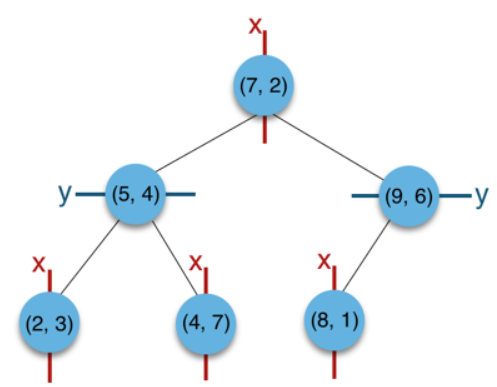 x
(7, 2)
y (5, 4) (9, 6) y
x x x
(2, 3) (4, 7) (8, 1)